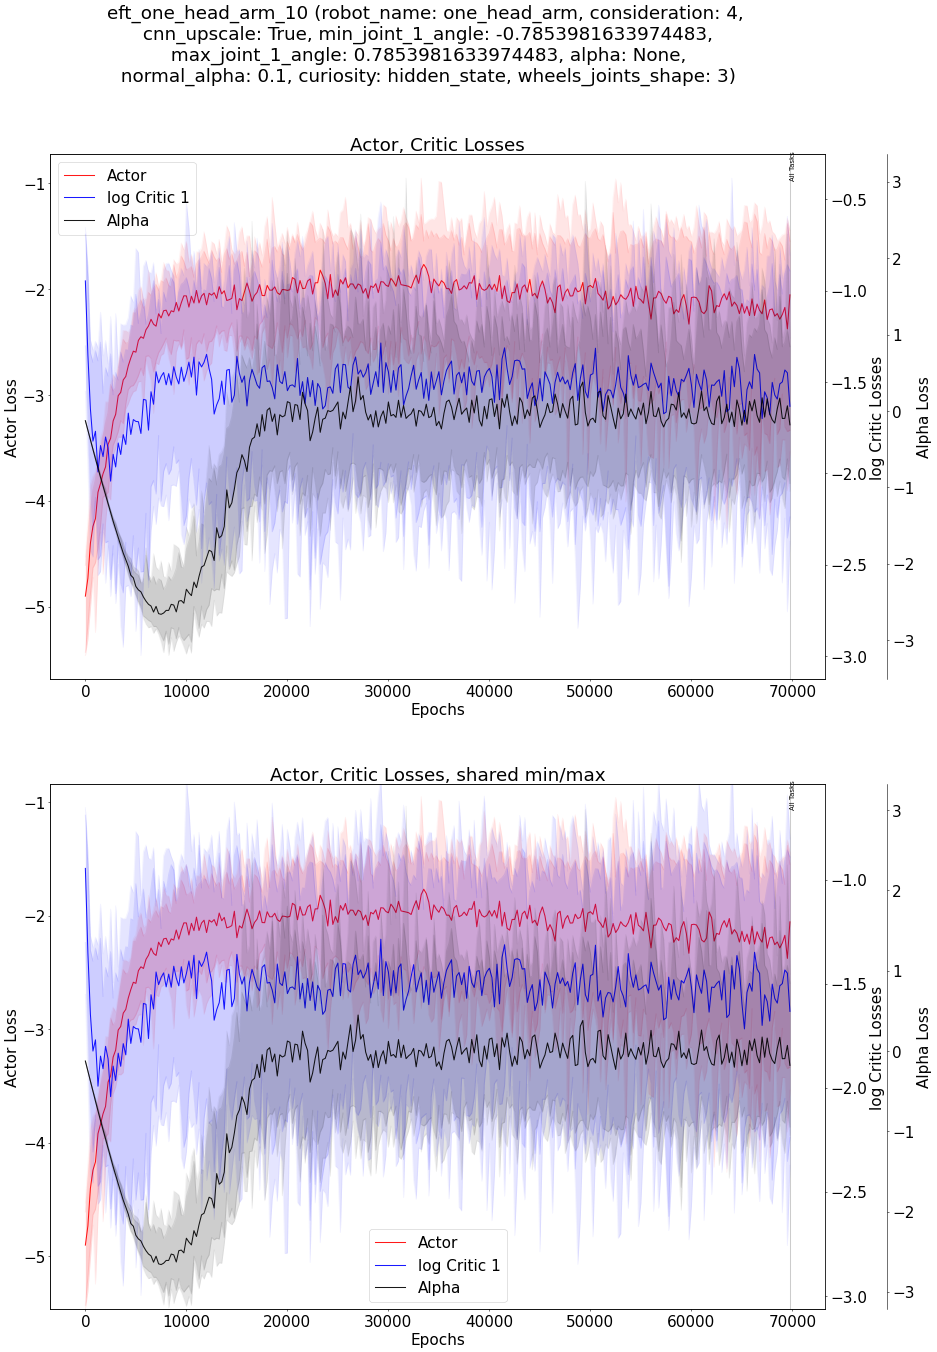 eft_one_head_arm_10 (robot_name: one_head_arm, consideration: 4,
cnn_upscale: True, min_joint_1_angle: -0.7853981633974483,
max_joint_1_angle: 0.7853981633974483, alpha: None,
normal_alpha: 0.1, curiosity: hidden_state, wheels_joints_shape: 3)
Actor, Critic Losses
Actor
log Critic 1
Alpha
All Tasks
−1
−2
−3
−4
−5
Actor Loss
−0.5
−1.0
−1.5
−2.0
−2.5
−3.0
log Critic Losses
3
2
1
0
−1
−2
−3
Alpha Loss
0
10000
20000
30000
40000
50000
60000
70000
Epochs
Actor, Critic Losses, shared min/max
All Tasks
−1
−2
−3
−4
−5
Actor Loss
−1.0
−1.5
−2.0
−2.5
−3.0
log Critic Losses
3
2
1
0
−1
−2
−3
Alpha Loss
Actor
log Critic 1
Alpha
0
10000
20000
30000
40000
50000
60000
70000
Epochs